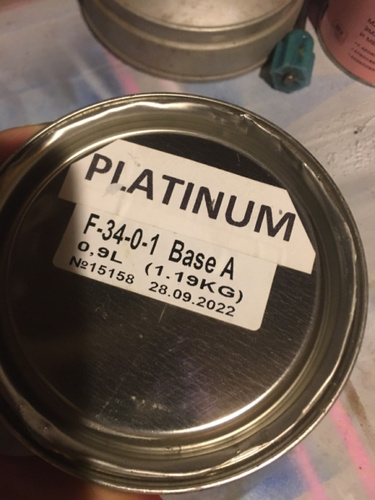 PLATINUM
F-34-0-1 Base A
0,9L (1.19KG)
№15158 28.09.2022